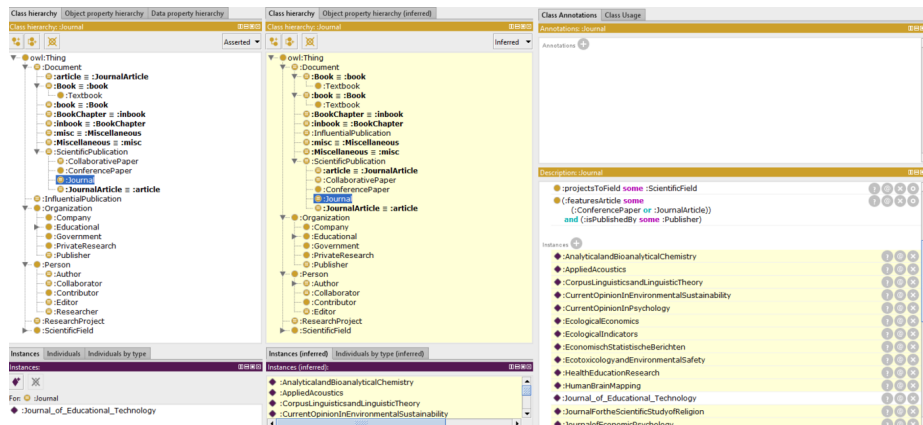 Class hierarchy Object property hierarchy Data property hierarchy
Class hierarchy: :Journal
Asserted
owl:Thing
:Document
:article ≡ :JournalArticle
:Book ≡ :book
:Textbook
:book ≡ :Book
:BookChapter ≡ :inbook
:inbook ≡ :BookChapter
:misc ≡ :Miscellaneous
:Miscellaneous ≡ :misc
:ScientificPublication
:CollaborativePaper
:ConferencePaper
:Journal
:JournalArticle ≡ :article
:InfluentialPublication
:Organization
:Company
:Educational
:Government
:PrivateResearch
:Publisher
:Person
:Author
:Collaborator
:Contributor
:Editor
:Researcher
:ResearchProject
:ScientificField
Instances Individuals Individuals by type
Instances:
For: :Journal
:Journal_of_Educational_Technology
Class hierarchy Object property hierarchy (inferred)
Class hierarchy: :Journal
Inferred
owl:Thing
:Document
:Book ≡ :book
:Textbook
:book ≡ :Book
:Textbook
:BookChapter ≡ :inbook
:inbook ≡ :BookChapter
:InfluentialPublication
:misc ≡ :Miscellaneous
:Miscellaneous ≡ :misc
:ScientificPublication
:article ≡ :JournalArticle
:CollaborativePaper
:ConferencePaper
:Journal
:JournalArticle ≡ :article
:Organization
:Company
:Educational
:Government
:PrivateResearch
:Publisher
:Person
:Author
:Collaborator
:Contributor
:Editor
:ResearchProject
:ScientificField
Instances (inferred) Individuals by type (inferred)
Instances (inferred):
:AnalyticalandBioanalyticalChemistry
:AppliedAcoustics
:CorpusLinguisticsandLinguisticTheory
:CurrentOpinionInEnvironmentalSustainability
Class Annotations Class Usage
Annotations: :Journal
Annotations
Description: :Journal
:projectsToField some :ScientificField
(:featuresArticle some
(:ConferencePaper or :JournalArticle))
and (:isPublishedBy some :Publisher)
Instances
:AnalyticalandBioanalyticalChemistry
:AppliedAcoustics
:CorpusLinguisticsandLinguisticTheory
:CurrentOpinionInEnvironmentalSustainability
:CurrentOpinionInPsychology
:EcologicalEconomics
:EcologicalIndicators
:EconomischStatistischeBerichten
:EcotoxicologyandEnvironmentalSafety
:HealthEducationResearch
:HumanBrainMapping
:Journal_of_Educational_Technology
:JournalFortheScientificStudyofReligion
:JournalofEconomicPsychology